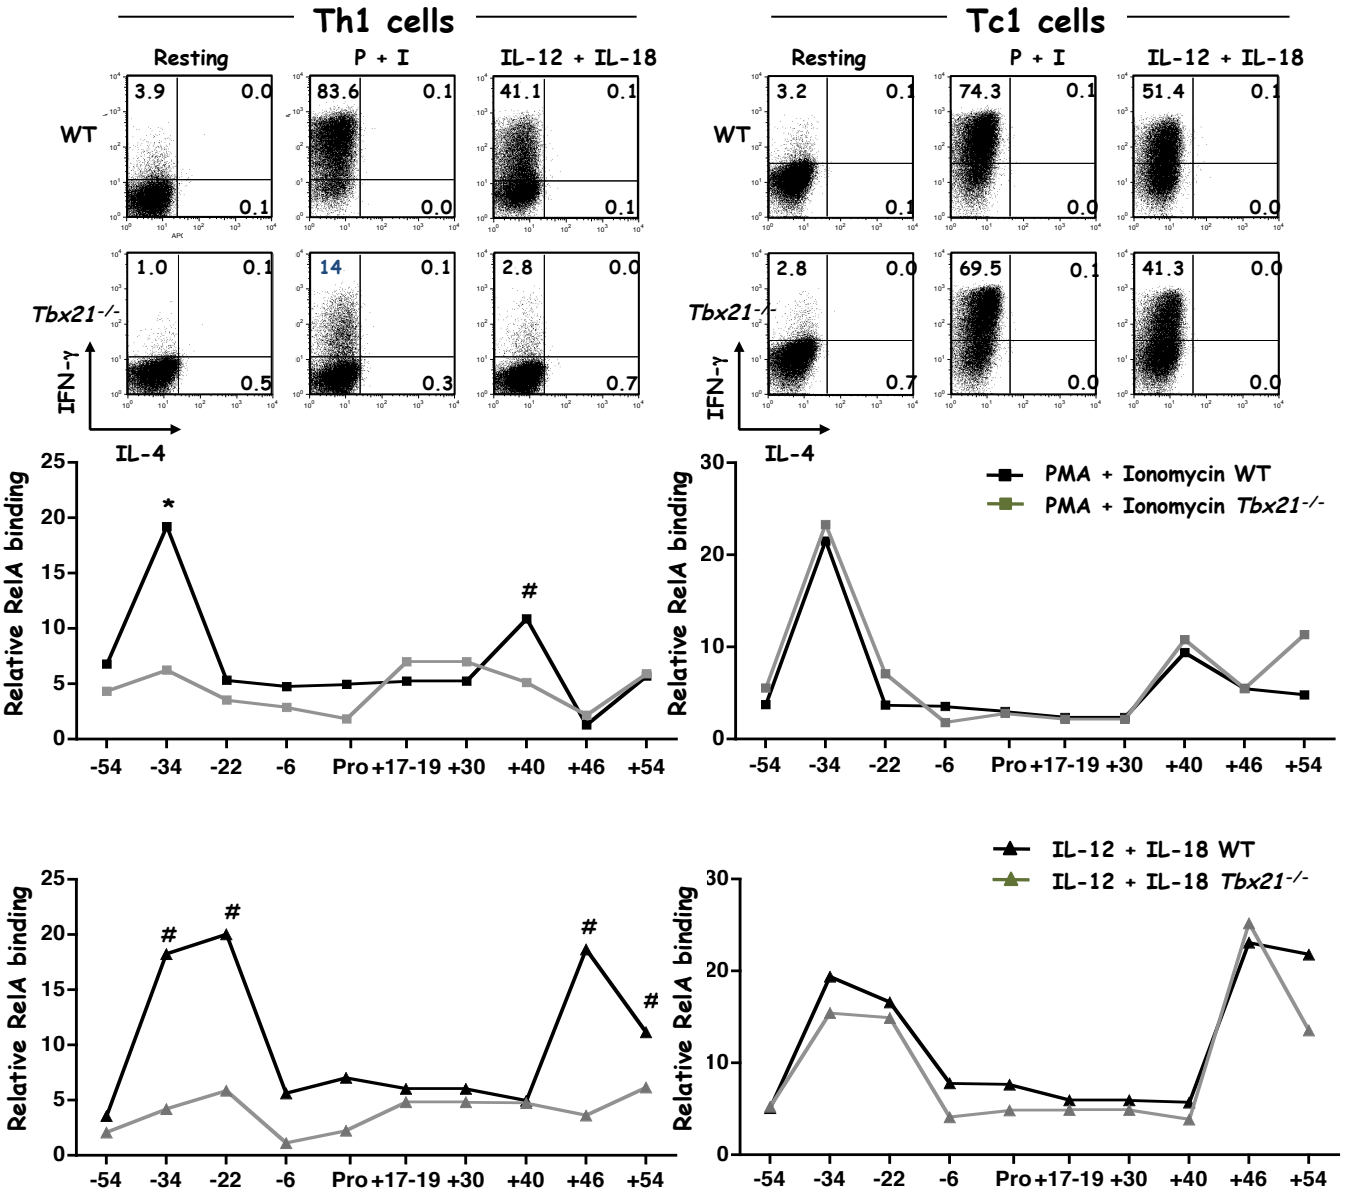 Th1 cells Tc1 cells
Resting P + I IL-12 + IL-18 Resting P + I IL-12 + IL-18
WT 3.9 0.0 83.6 0.1 41.1 0.1 WT 3.2 0.1 74.3 0.1 51.4 0.1
0.1 0.0 0.1 0.1 0.0 0.0
Tbx21-/- 1.0 0.1 14 0.1 2.8 0.0 Tbx21-/- 2.8 0.0 69.5 0.1 41.3 0.0
0.5 0.3 0.7 0.7 0.0 0.0
IFN-γ IFN-γ
IL-4 IL-4
Relative RelA binding
25
20
15
10
5
0
*
#
-54 -34 -22 -6 Pro +17-19 +30 +40 +46 +54
Relative RelA binding
30
20
10
0
PMA + Ionomycin WT
PMA + Ionomycin Tbx21-/-
-54 -34 -22 -6 Pro +17-19 +30 +40 +46 +54
Relative RelA binding
25
20
15
10
5
0
# # # #
-54 -34 -22 -6 Pro +17-19 +30 +40 +46 +54
Relative RelA binding
30
20
10
0
IL-12 + IL-18 WT
IL-12 + IL-18 Tbx21-/-
-54 -34 -22 -6 Pro +17-19 +30 +40 +46 +54